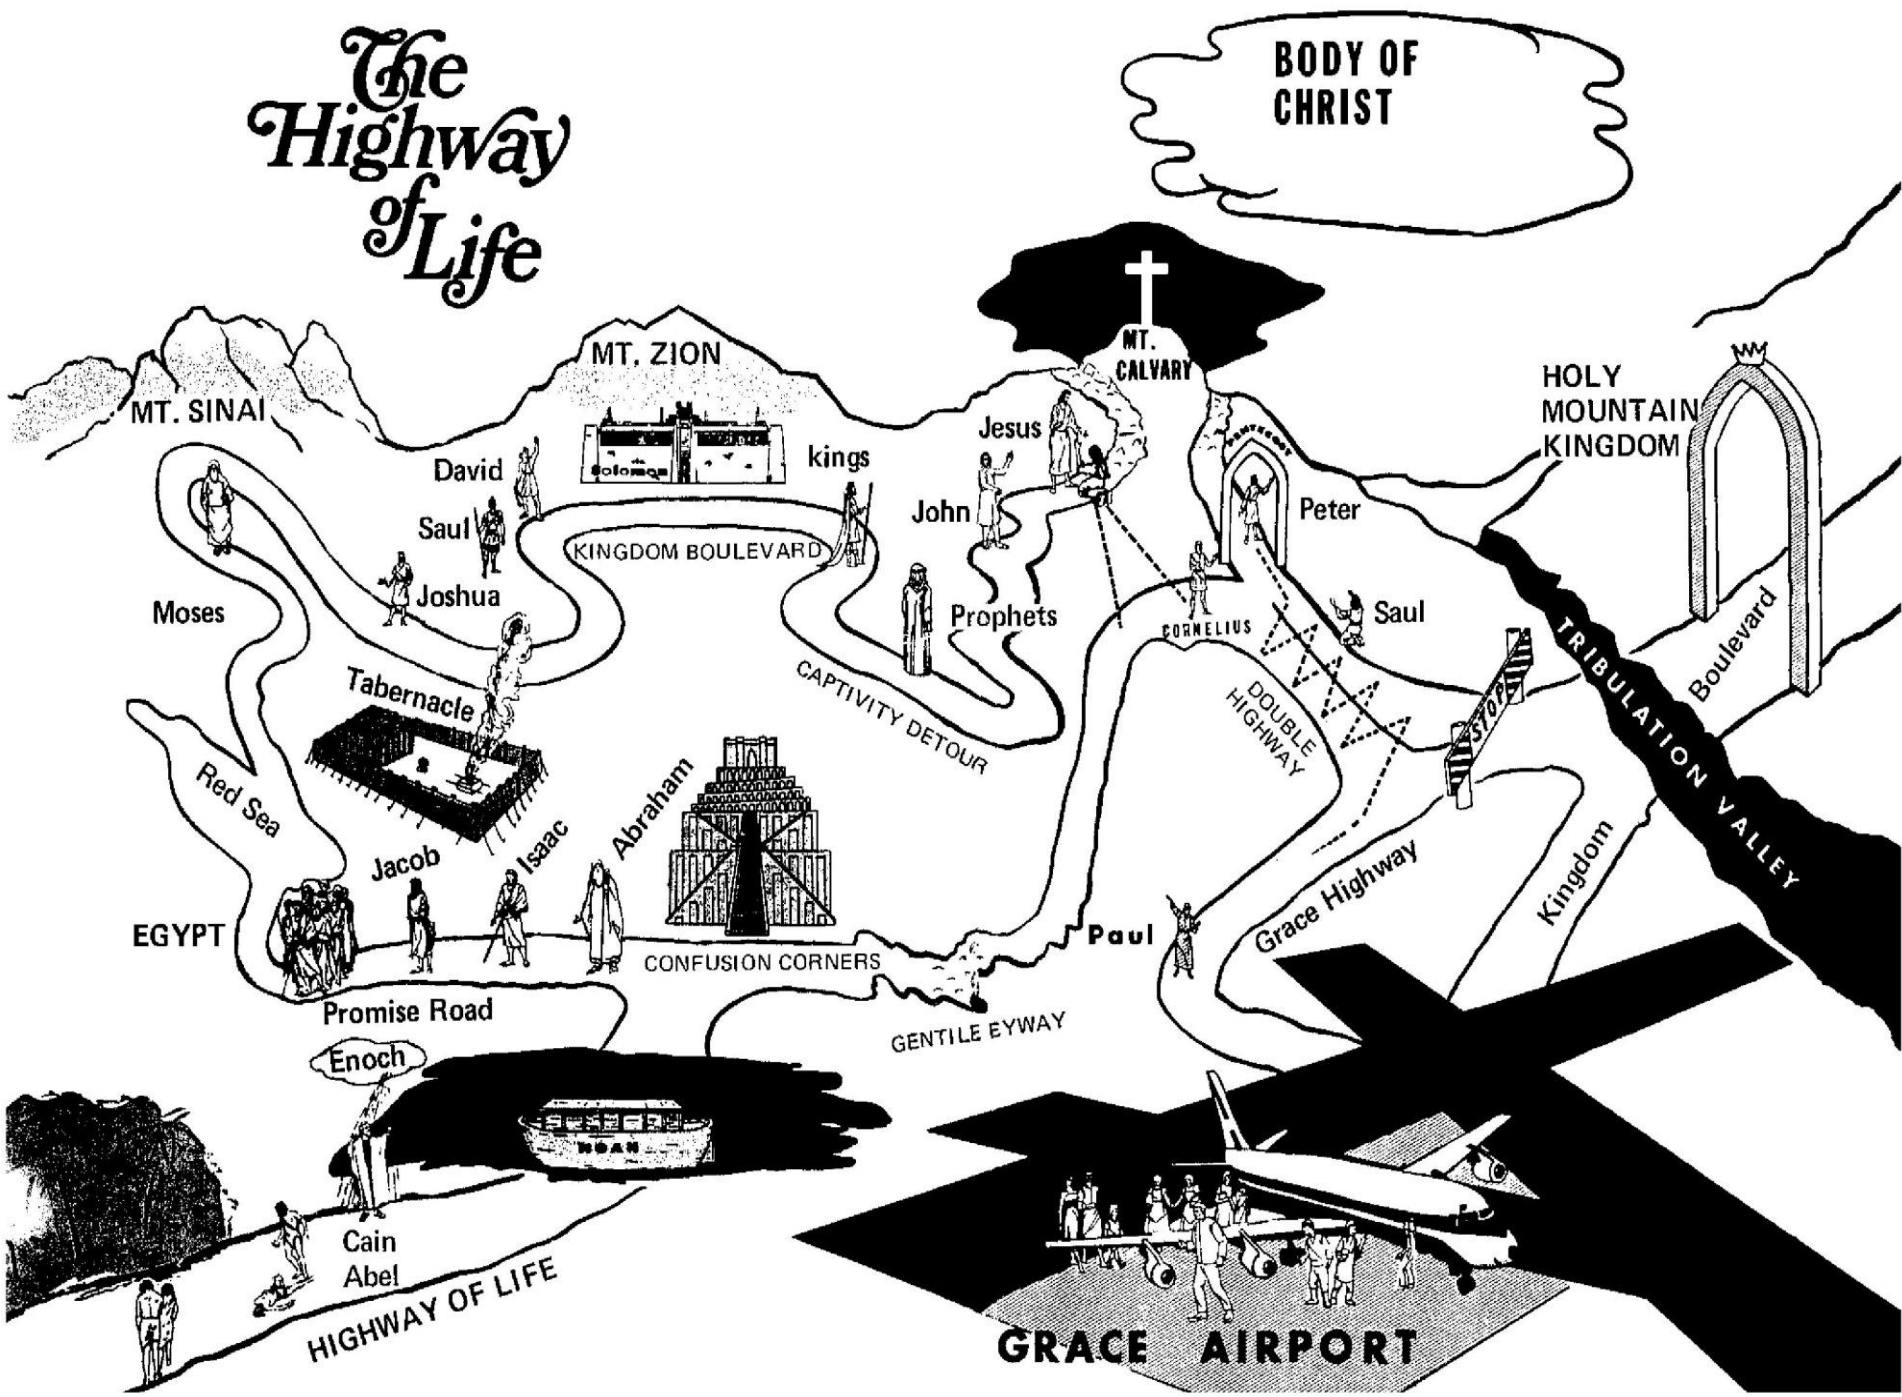 The
Highway
of Life
BODY OF
CHRIST
MT. SINAI
MT. ZION
MT.
CALVARY
HOLY
MOUNTAIN
KINGDOM
David
Solomon
kings
Jesus
PENTECOST
Saul
John
Peter
KINGDOM BOULEVARD
Moses
Joshua
Prophets
CORNELIUS
Saul
TRIBULATION VALLEY
Boulevard
Tabernacle
CAPTIVITY DETOUR
DOUBLE
HIGHWAY
STOP
Red Sea
Jacob
Isaac
Abraham
Grace Highway
Kingdom
EGYPT
CONFUSION CORNERS
Paul
Promise Road
GENTILE EYWAY
Enoch
NOAH
Cain
Abel
HIGHWAY OF LIFE
GRACE AIRPORT